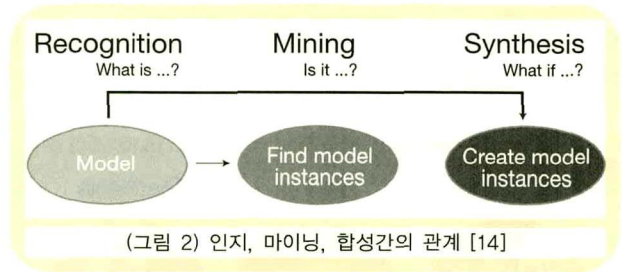 Recognition Mining Synthesis
What is ...? Is it ...? What if ...?
Model Find model instances Create model instances
(그림 2) 인지, 마이닝, 합성간의 관계 [14]